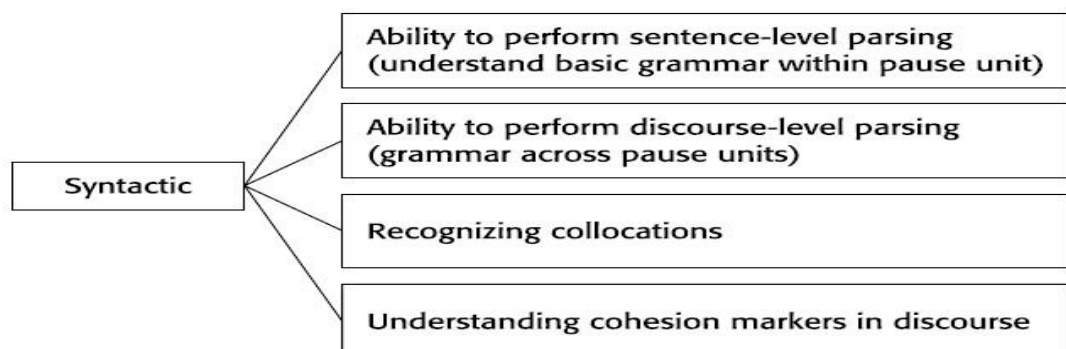 Ability to perform sentence-level parsing
(understand basic grammar within pause unit)
Ability to perform discourse-level parsing
(grammar across pause units)
Syntactic
Recognizing collocations
Understanding cohesion markers in discourse